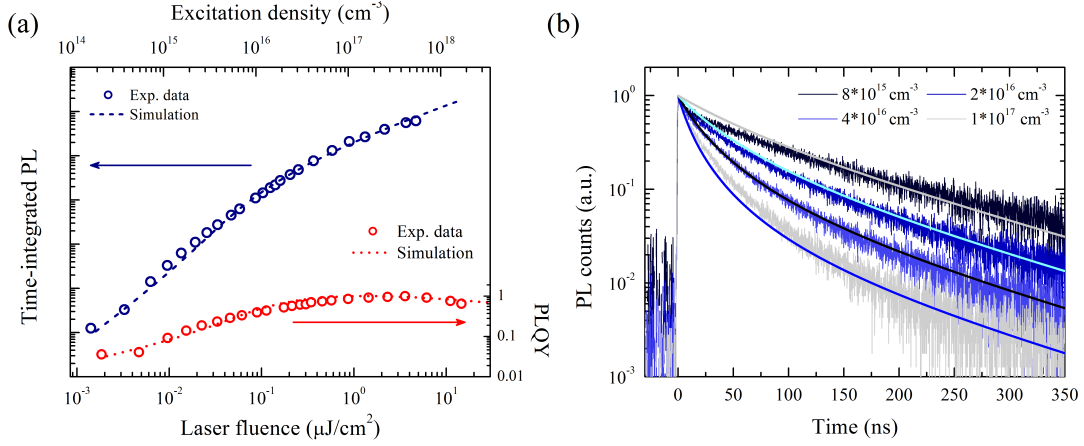 (a)
Excitation density (cm⁻³)
10¹⁴ 10¹⁵ 10¹⁶ 10¹⁷ 10¹⁸
Time-integrated PL
Exp. data
Simulation
Exp. data
Simulation
1
0.1
0.01
PLQY
10⁻³ 10⁻² 10⁻¹ 10⁰ 10¹
Laser fluence (μJ/cm²)
(b)
PL counts (a.u.)
10⁰
10⁻¹
10⁻²
10⁻³
8*10¹⁵ cm⁻³ 2*10¹⁶ cm⁻³
4*10¹⁶ cm⁻³ 1*10¹⁷ cm⁻³
0 50 100 150 200 250 300 350
Time (ns)